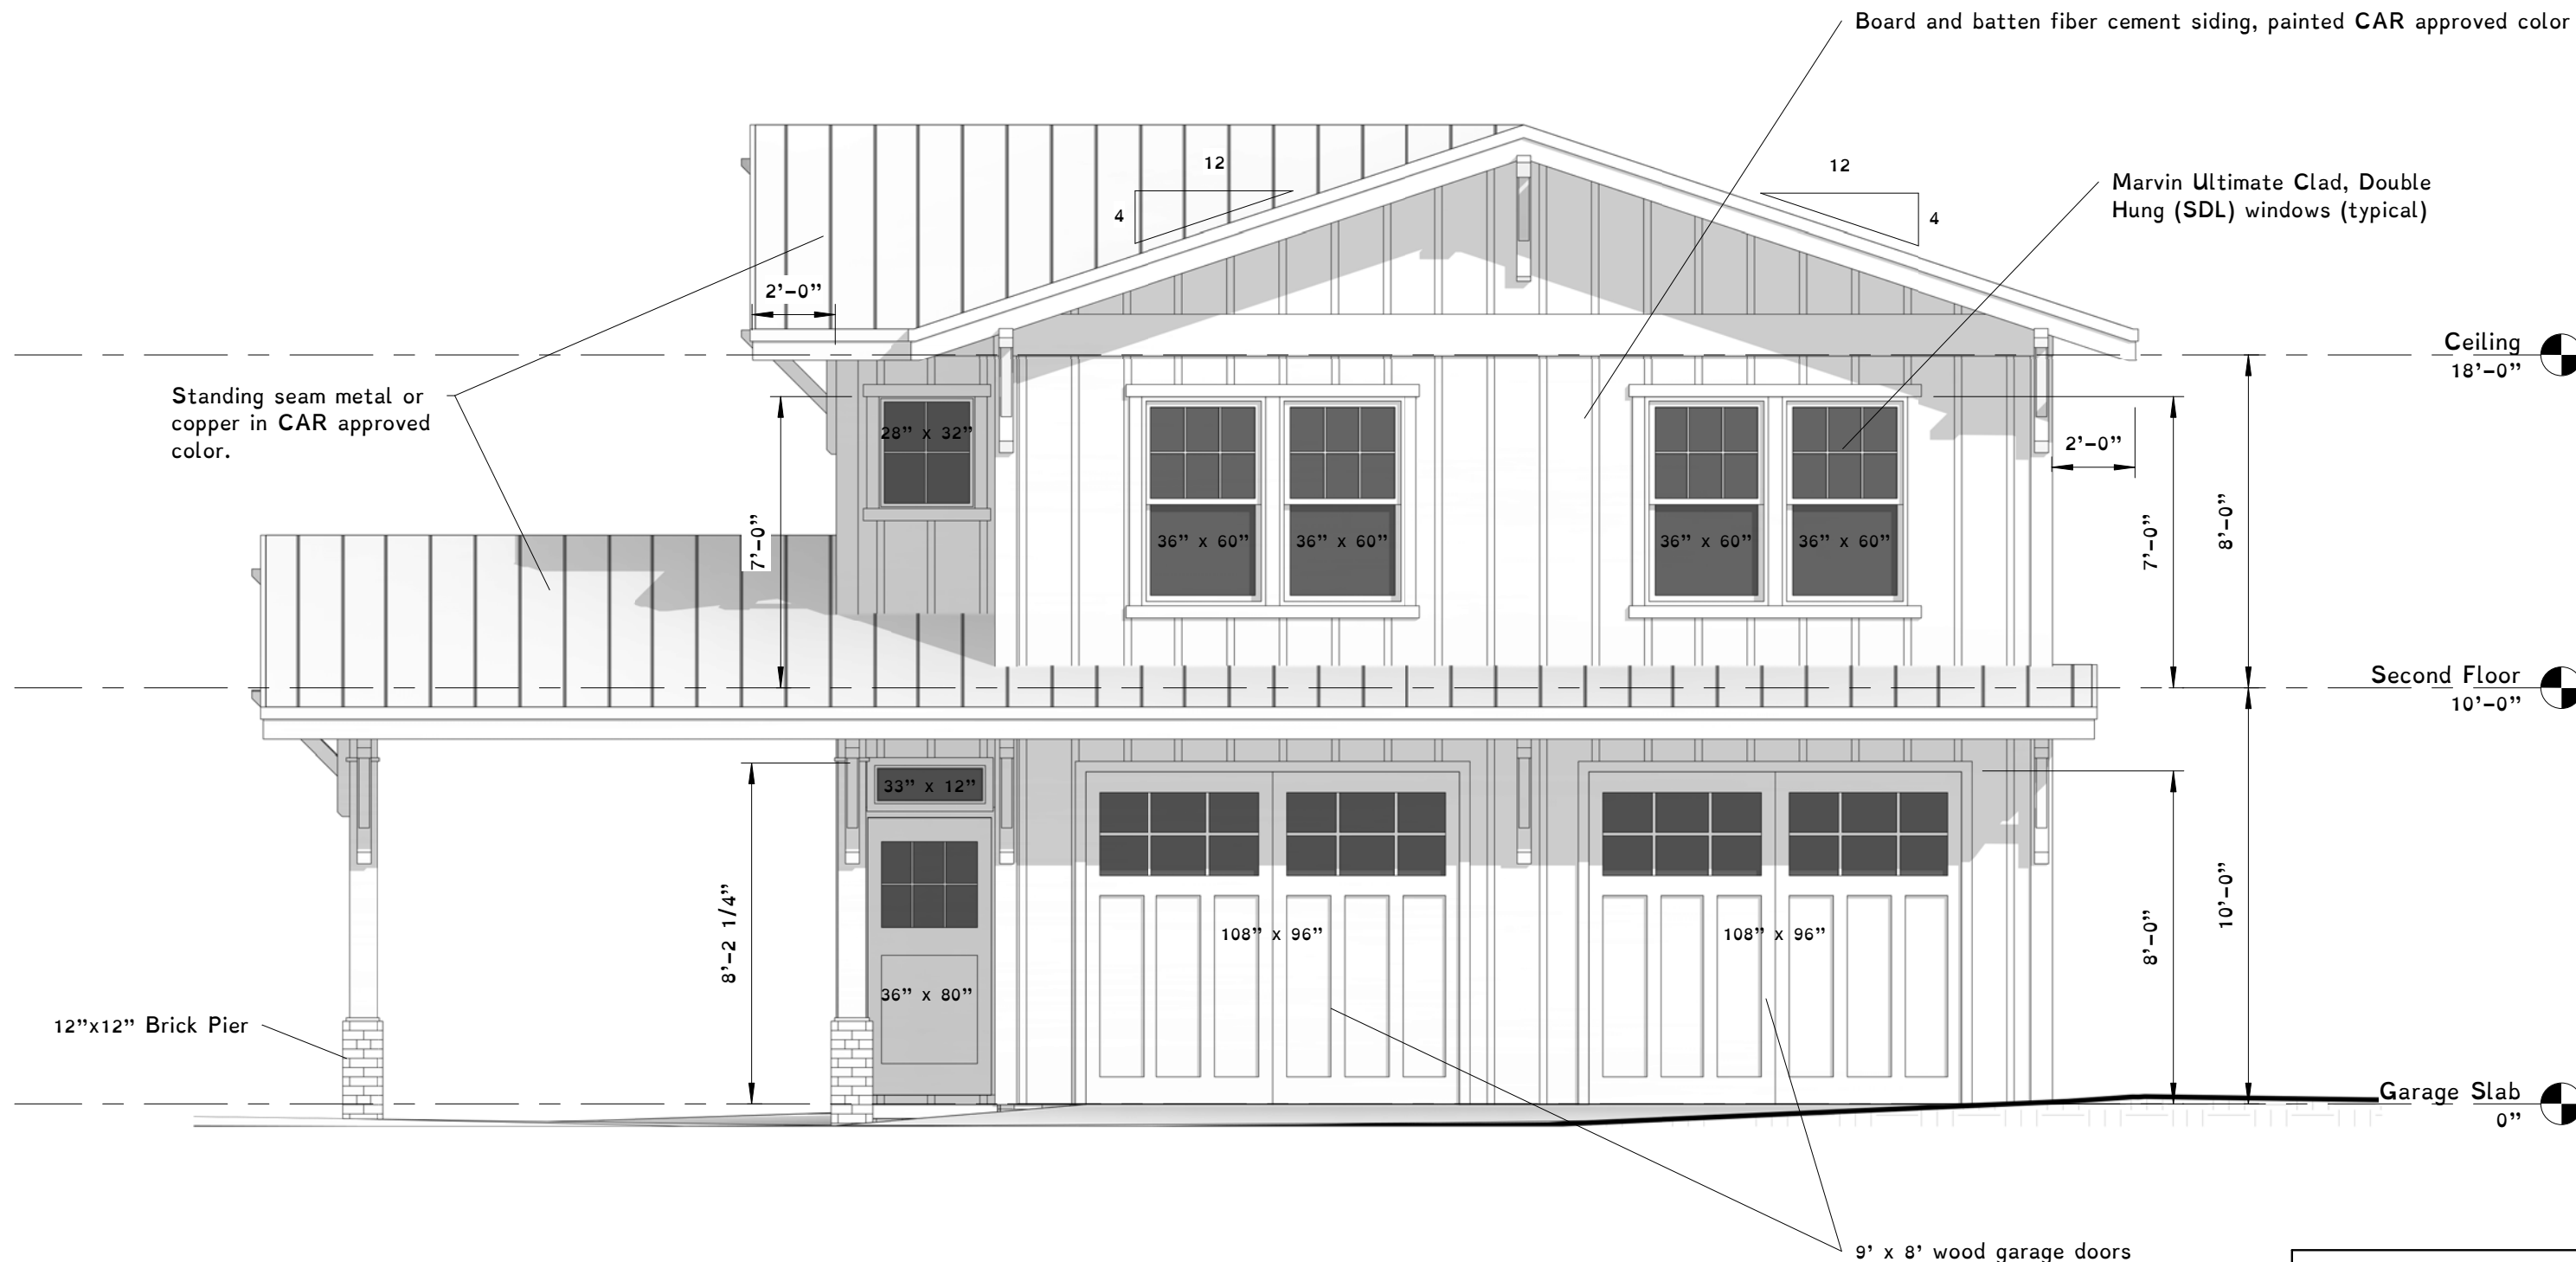 Board and batten fiber cement siding, painted CAR approved color
12
12
4
4
Marvin Ultimate Clad, Double
Hung (SDL) windows (typical)
2'-0"
Ceiling
18'-0"
Standing seam metal or
copper in CAR approved
color.
28" x 32"
2'-0"
7'-0"
36" x 60"
36" x 60"
36" x 60"
36" x 60"
7'-0"
8'-0"
Second Floor
10'-0"
33" x 12"
8'-2 1/4"
108" x 96"
108" x 96"
8'-0"
10'-0"
36" x 80"
12"x12" Brick Pier
Garage Slab
0"
9' x 8' wood garage doors